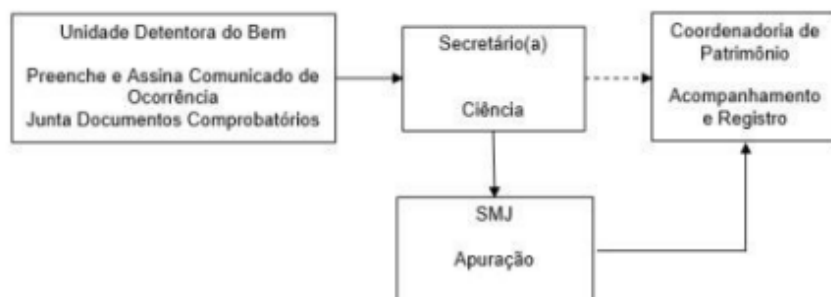 Unidade Detentora do Bem
Preenche e Assina Comunicado de
Ocorrência
Junta Documentos Comprobatórios
Secretário(a)
Ciência
Coordenadoria de
Patrimônio
Acompanhamento
e Registro
SMJ
Apuração